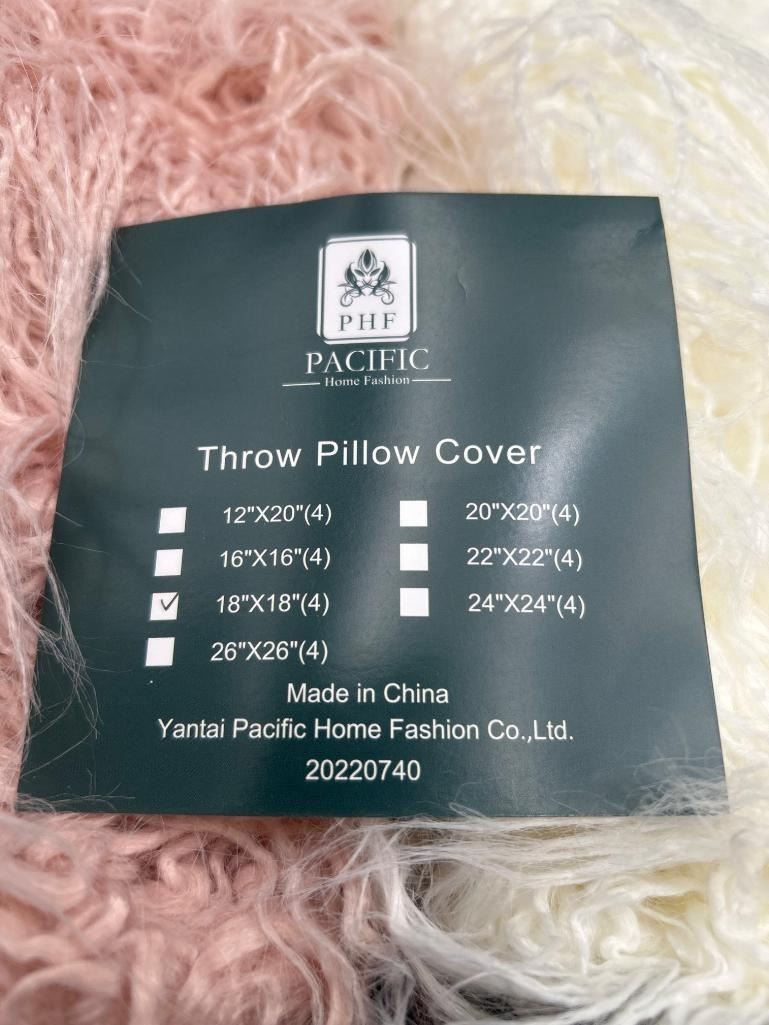 PHF
PACIFIC
Home Fashion
Throw Pillow Cover
12"X20"(4) 20"X20"(4)
16"X16"(4) 22"X22"(4)
18"X18"(4) 24"X24"(4)
26"X26"(4)
Made in China
Yantai Pacific Home Fashion Co.,Ltd.
20220740